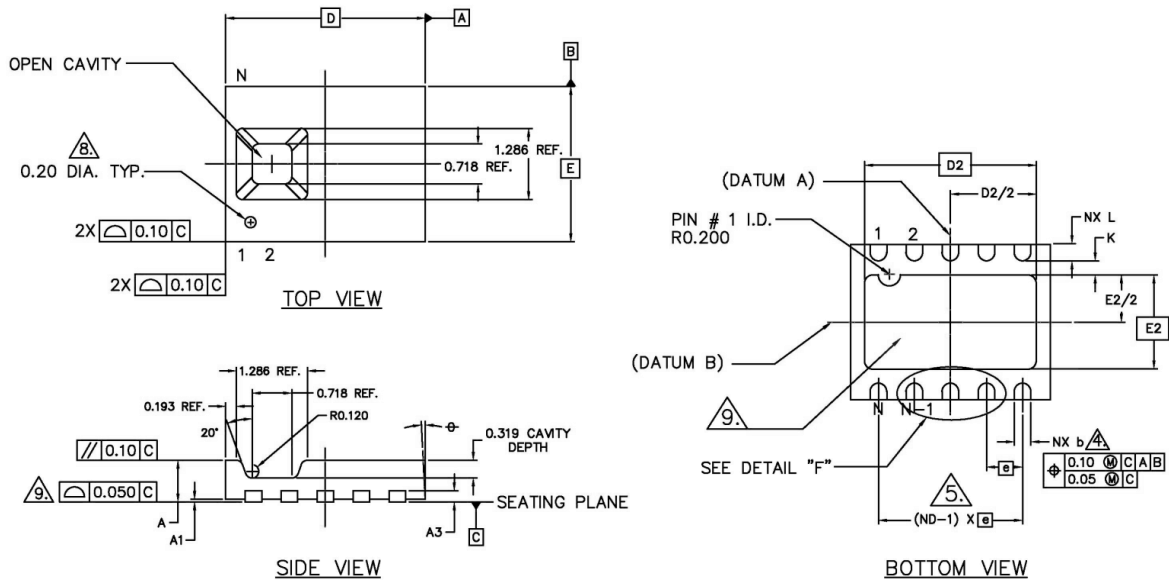 D
A
B
OPEN CAVITY
N
8.
0.20 DIA. TYP.
1.286 REF.
0.718 REF.
E
2X ⌓ 0.10 C
1 2
2X ⌓ 0.10 C
TOP VIEW
1.286 REF.
0.718 REF.
0.193 REF.
R0.120
20°
θ
0.319 CAVITY
DEPTH
// 0.10 C
9. ⌓ 0.050 C
SEATING PLANE
A
A1
A3
C
SIDE VIEW
D2
(DATUM A)
D2/2
PIN # 1 I.D.
R0.200
1 2
NX L
K
E2/2
E2
(DATUM B)
9.
N N-1
NX b 4.
SEE DETAIL "F"
e
⌖ 0.10 Ⓜ C A B
0.05 Ⓜ C
5.
(ND-1) X e
BOTTOM VIEW